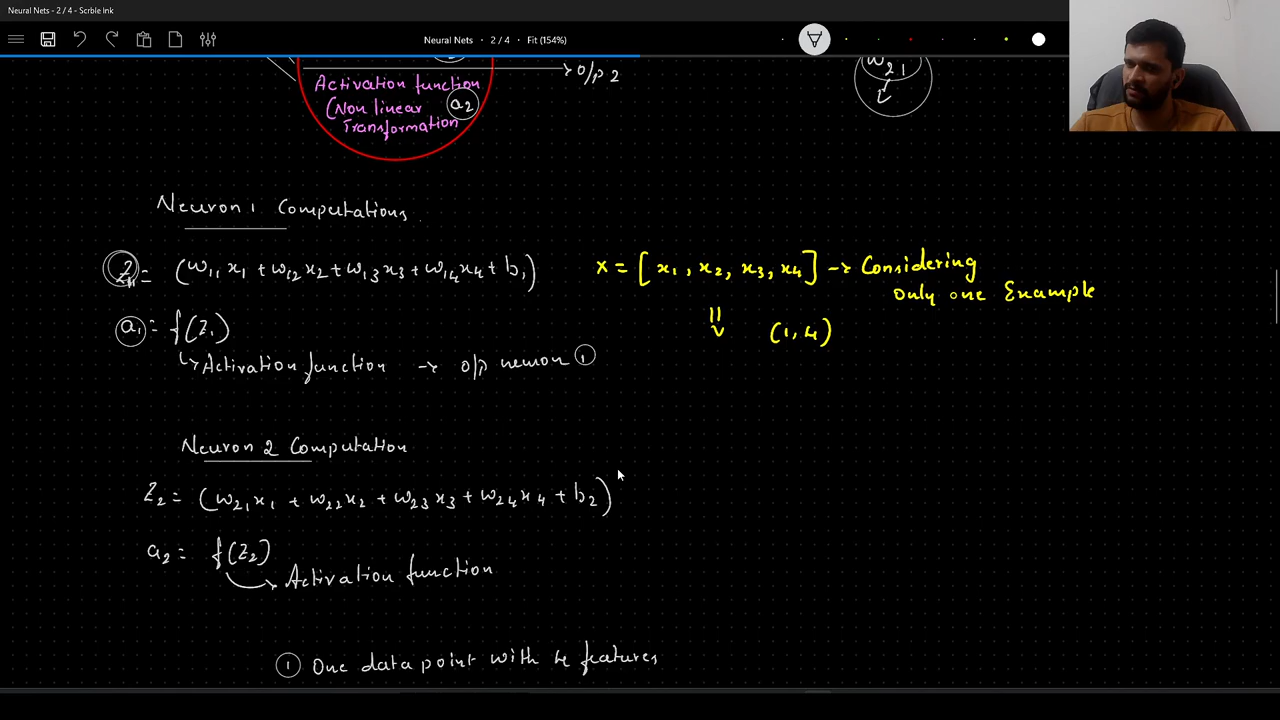 Neural Nets - 2 / 4 - Scrble Ink
Neural Nets • 2 / 4 • Fit (154%)
→ o/p 2
w21
Activation function
(Non linear a2
Transformation
Neuron 1 Computations
Z = (w11 x1 + w12 x2 + w13 x3 + w14 x4 + b1)
x = [x1, x2, x3, x4] → Considering
only one Example
(1, 4)
a1 = f(Z1)
↳ Activation function → o/p neuron ①
Neuron 2 Computation
Z2 = (w21 x1 + w22 x2 + w23 x3 + w24 x4 + b2)
a2 = f(Z2)
→ Activation function
① One data point with 4 features